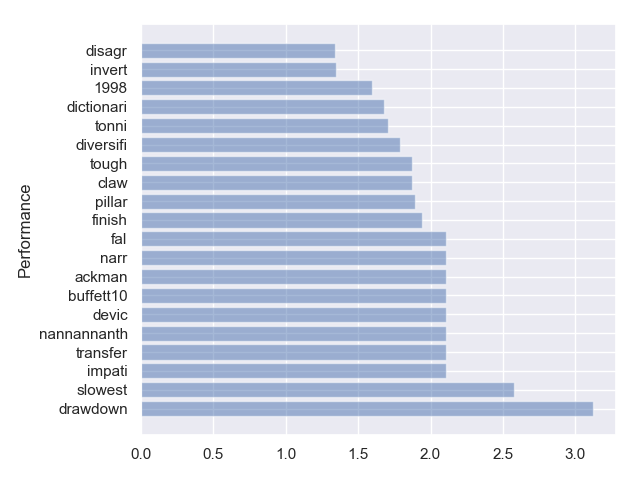 Performance
disagr
invert
1998
dictionari
tonni
diversifi
tough
claw
pillar
finish
fal
narr
ackman
buffett10
devic
nannannanth
transfer
impati
slowest
drawdown
0.0 0.5 1.0 1.5 2.0 2.5 3.0